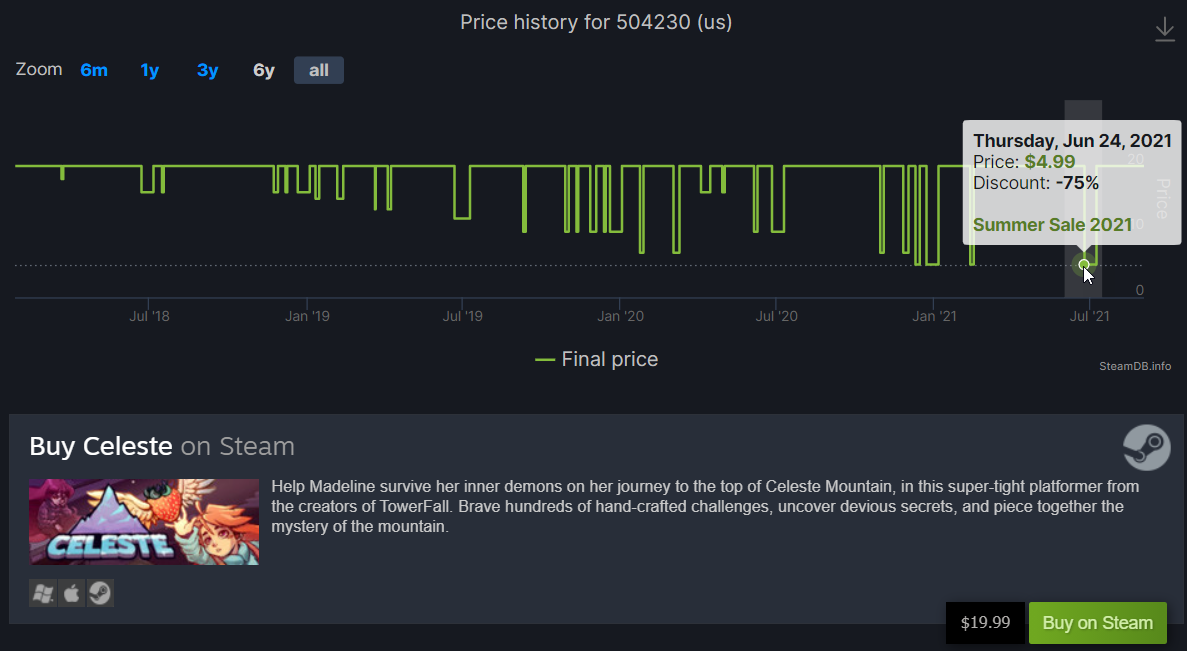 Price history for 504230 (us)
Zoom 6m 1y 3y 6y all
Thursday, Jun 24, 2021
Price: $4.99
Discount: -75%
Summer Sale 2021
20
10
0
Price
Jul '18 Jan '19 Jul '19 Jan '20 Jul '20 Jan '21 Jul '21
Final price
SteamDB.info
Buy Celeste on Steam
CELESTE
Help Madeline survive her inner demons on her journey to the top of Celeste Mountain, in this super-tight platformer from
the creators of TowerFall. Brave hundreds of hand-crafted challenges, uncover devious secrets, and piece together the
mystery of the mountain.
$19.99 Buy on Steam